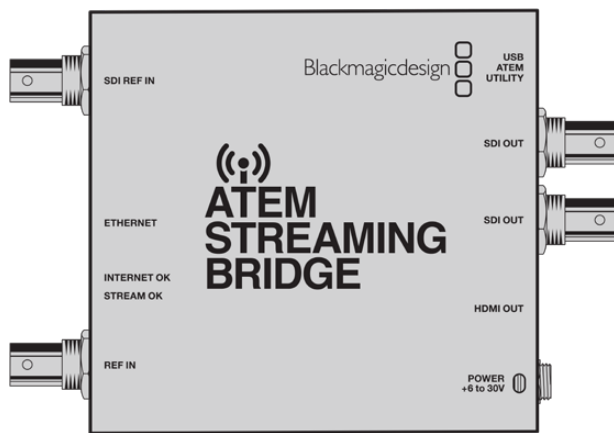 SDI REF IN
Blackmagicdesign
USB
ATEM
UTILITY
SDI OUT
ATEM
STREAMING
BRIDGE
ETHERNET
SDI OUT
INTERNET OK
STREAM OK
HDMI OUT
REF IN
POWER
+6 to 30V